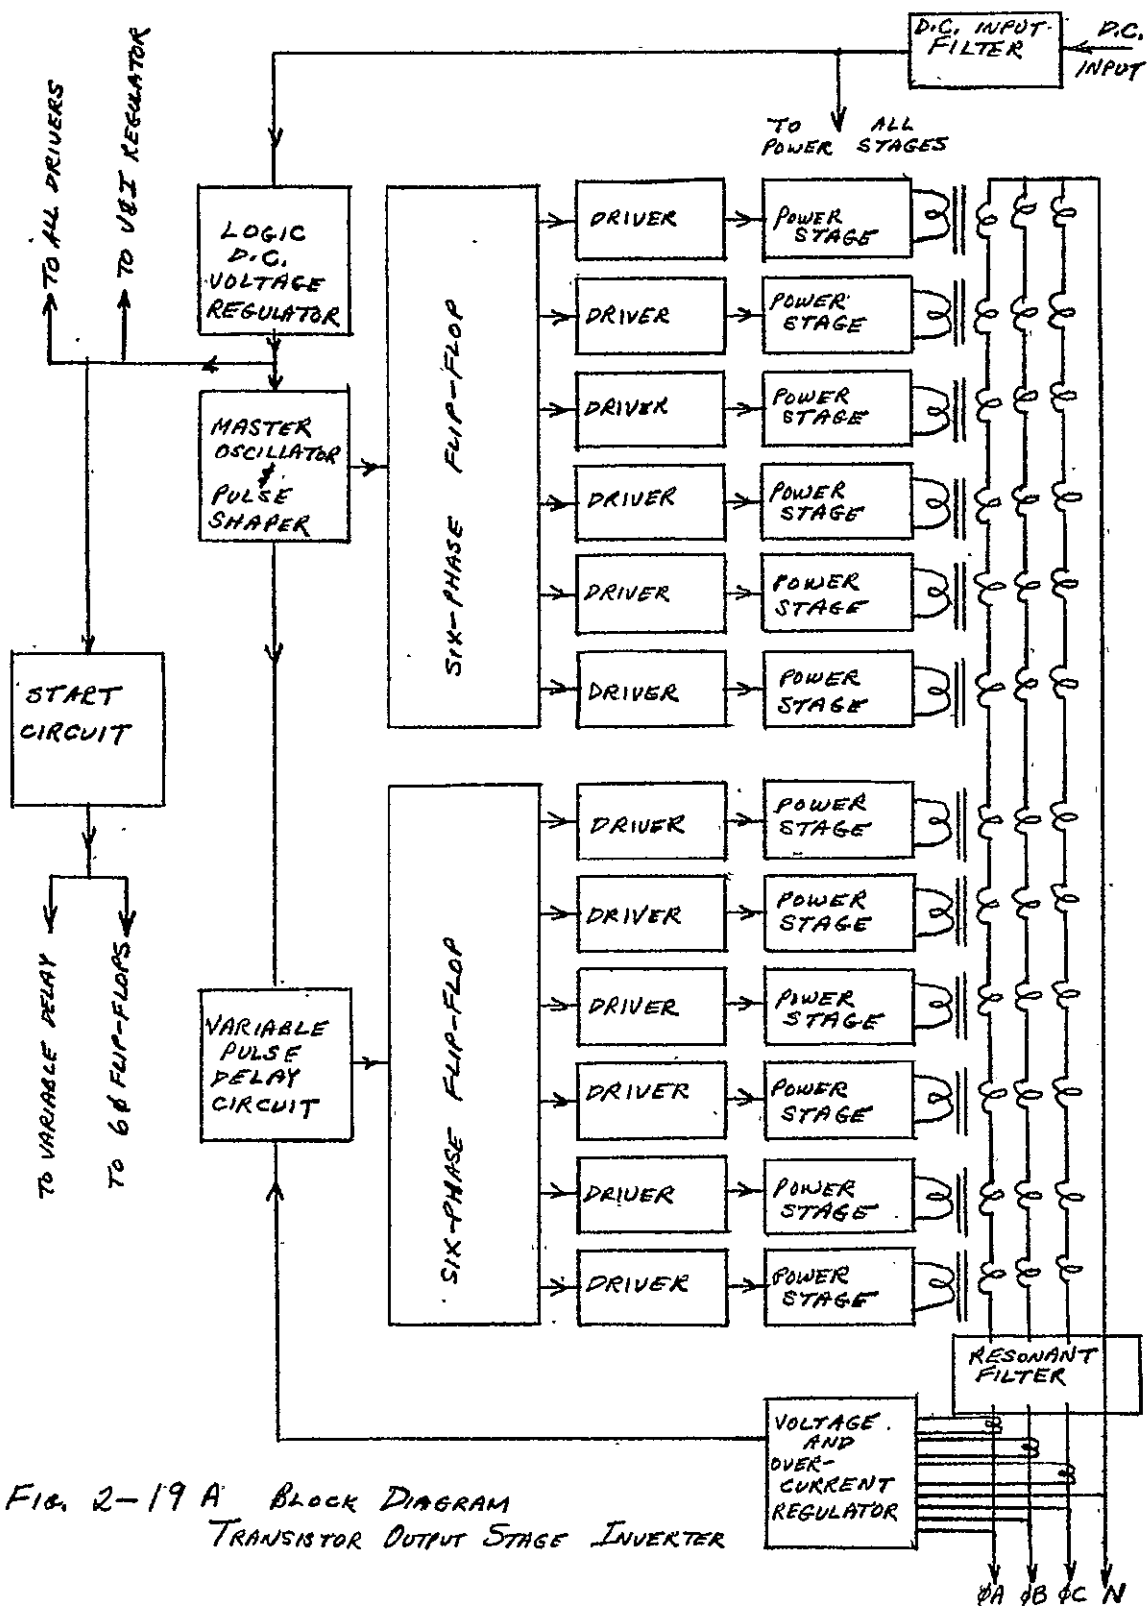 D.C. INPUT
FILTER
D.C.
INPUT
TO ALL DRIVERS
TO V&I REGULATOR
TO ALL
POWER STAGES
LOGIC
D.C.
VOLTAGE
REGULATOR
MASTER
OSCILLATOR
&
PULSE
SHAPER
SIX-PHASE FLIP-FLOP
DRIVER
POWER
STAGE
DRIVER
POWER
STAGE
DRIVER
POWER
STAGE
DRIVER
POWER
STAGE
DRIVER
POWER
STAGE
DRIVER
POWER
STAGE
START
CIRCUIT
TO VARIABLE DELAY
TO 6φ FLIP-FLOPS
VARIABLE
PULSE
DELAY
CIRCUIT
SIX-PHASE FLIP-FLOP
DRIVER
POWER
STAGE
DRIVER
POWER
STAGE
DRIVER
POWER
STAGE
DRIVER
POWER
STAGE
DRIVER
POWER
STAGE
DRIVER
POWER
STAGE
RESONANT
FILTER
VOLTAGE
AND
OVER-
CURRENT
REGULATOR
FIG. 2-19 A BLOCK DIAGRAM
TRANSISTOR OUTPUT STAGE INVERTER
φA φB φC N